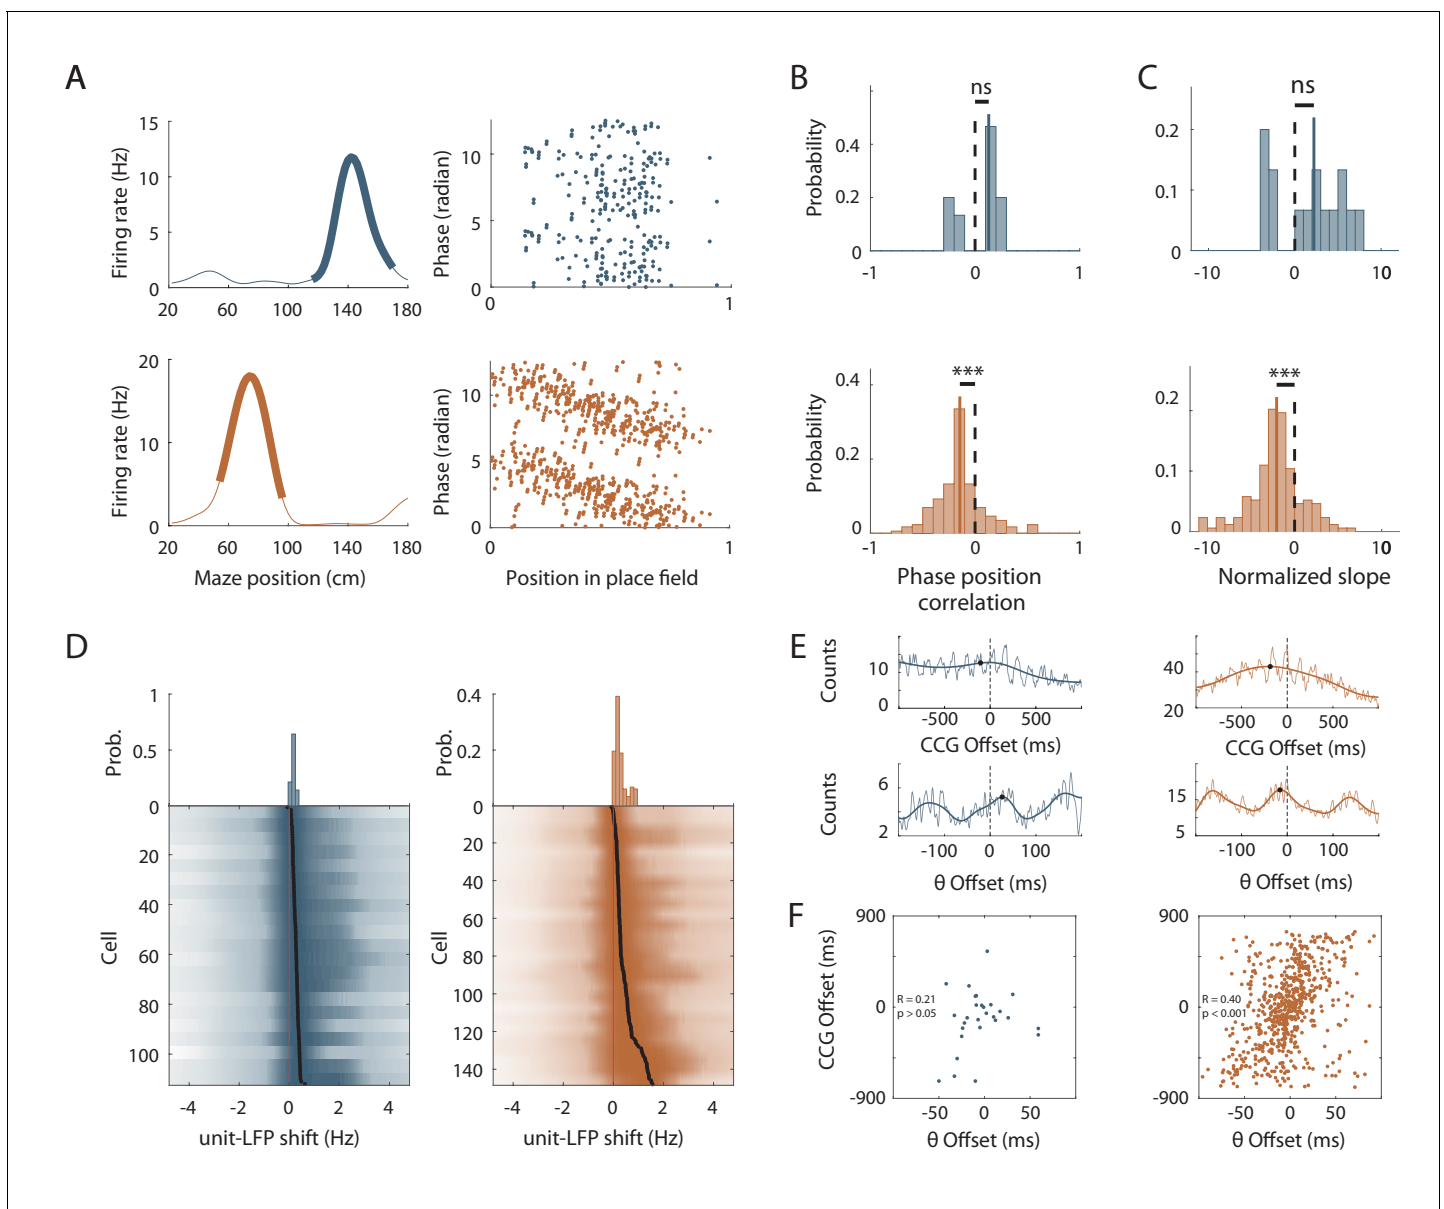 A
B
C
ns
ns
Firing rate (Hz)
15
10
5
0
20
60
100
140
180
Phase (radian)
10
5
0
0
1
Probability
0.4
0.2
0
-1
0
1
0.2
0.1
0
-10
0
10
***
***
Firing rate (Hz)
20
10
0
20
60
100
140
180
Maze position (cm)
Phase (radian)
10
5
0
0
1
Position in place field
Probability
0.4
0.2
0
-1
0
1
Phase position
correlation
0.2
0.1
0
-10
0
10
Normalized slope
D
E
Prob.
1
0.5
0
Prob.
0.4
0.2
0
Cell
20
40
60
80
100
-4
-2
0
2
4
unit-LFP shift (Hz)
Cell
20
40
60
80
100
120
140
-4
-2
0
2
4
unit-LFP shift (Hz)
Counts
10
0
-500
0
500
CCG Offset (ms)
40
20
-500
0
500
CCG Offset (ms)
Counts
6
2
-100
0
100
θ Offset (ms)
15
5
-100
0
100
θ Offset (ms)
F
CCG Offset (ms)
900
0
-900
R = 0.21
p > 0.05
-50
0
50
θ Offset (ms)
900
0
-900
R = 0.40
p < 0.001
-50
0
50
θ Offset (ms)